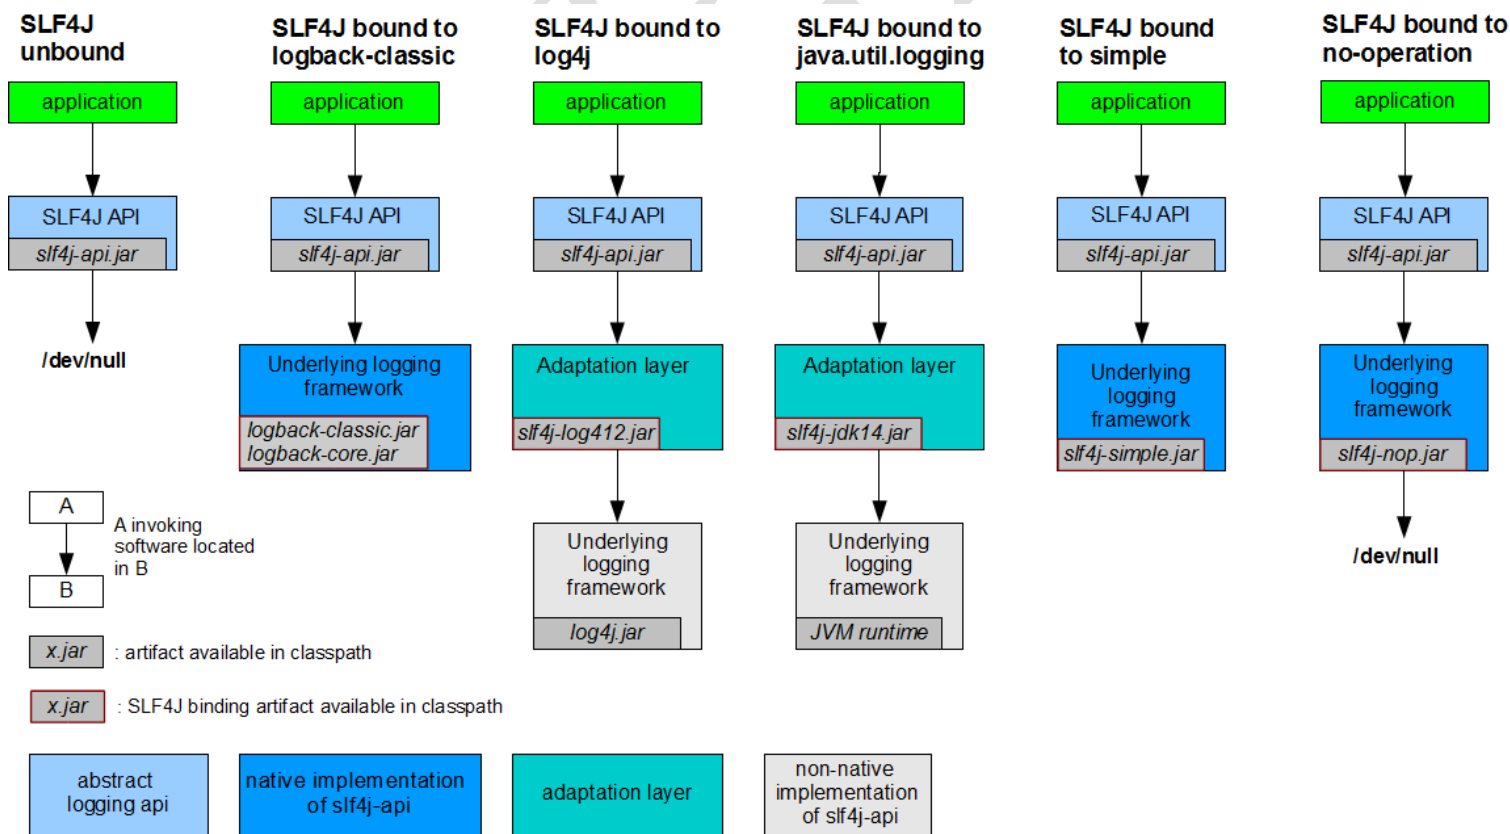 SLF4J
unbound
SLF4J bound to
logback-classic
SLF4J bound to
log4j
SLF4J bound to
java.util.logging
SLF4J bound
to simple
SLF4J bound to
no-operation
application
application
application
application
application
application
SLF4J API
SLF4J API
SLF4J API
SLF4J API
SLF4J API
SLF4J API
slf4j-api.jar
slf4j-api.jar
slf4j-api.jar
slf4j-api.jar
slf4j-api.jar
slf4j-api.jar
/dev/null
Underlying logging
framework
logback-classic.jar
logback-core.jar
Adaptation layer
slf4j-log412.jar
Adaptation layer
slf4j-jdk14.jar
Underlying
logging
framework
slf4j-simple.jar
Underlying
logging
framework
slf4j-nop.jar
Underlying
logging
framework
log4j.jar
Underlying
logging
framework
JVM runtime
/dev/null
A
A invoking
software located
in B
B
x.jar
: artifact available in classpath
x.jar
: SLF4J binding artifact available in classpath
abstract
logging api
native implementation
of slf4j-api
adaptation layer
non-native
implementation
of slf4j-api